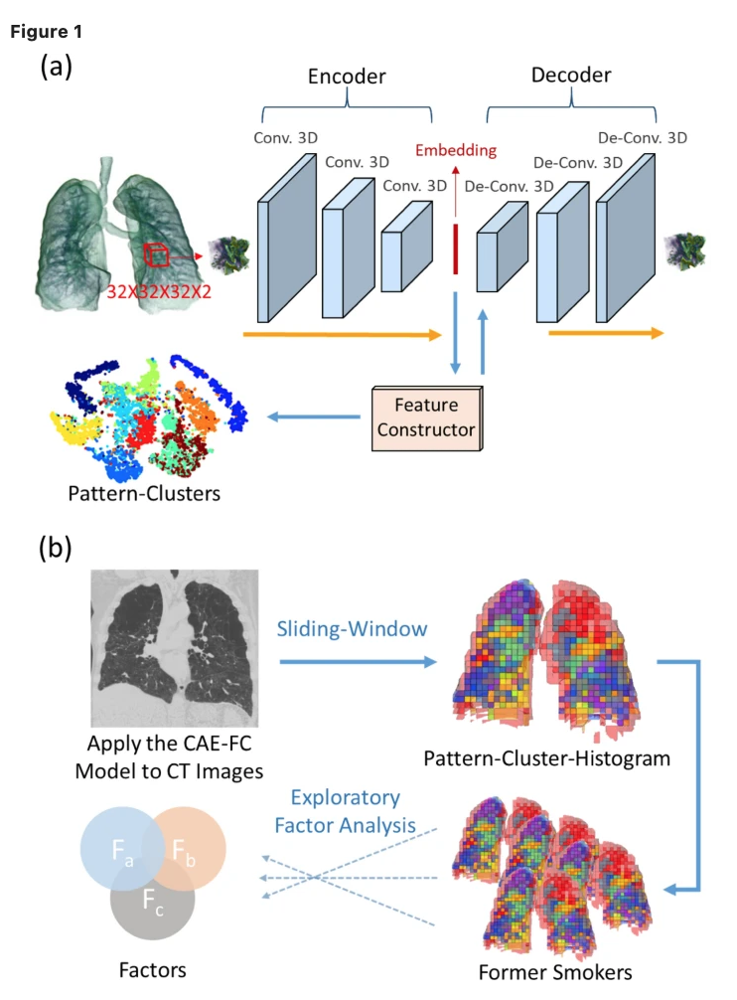 Figure 1
(a)
Encoder
Decoder
Conv. 3D
Conv. 3D
Conv. 3D
Embedding
De-Conv. 3D
De-Conv. 3D
De-Conv. 3D
32X32X32X2
Feature
Constructor
Pattern-Clusters
(b)
Sliding-Window
Apply the CAE-FC
Model to CT Images
Pattern-Cluster-Histogram
Exploratory
Factor Analysis
Fa
Fb
Fc
Factors
Former Smokers